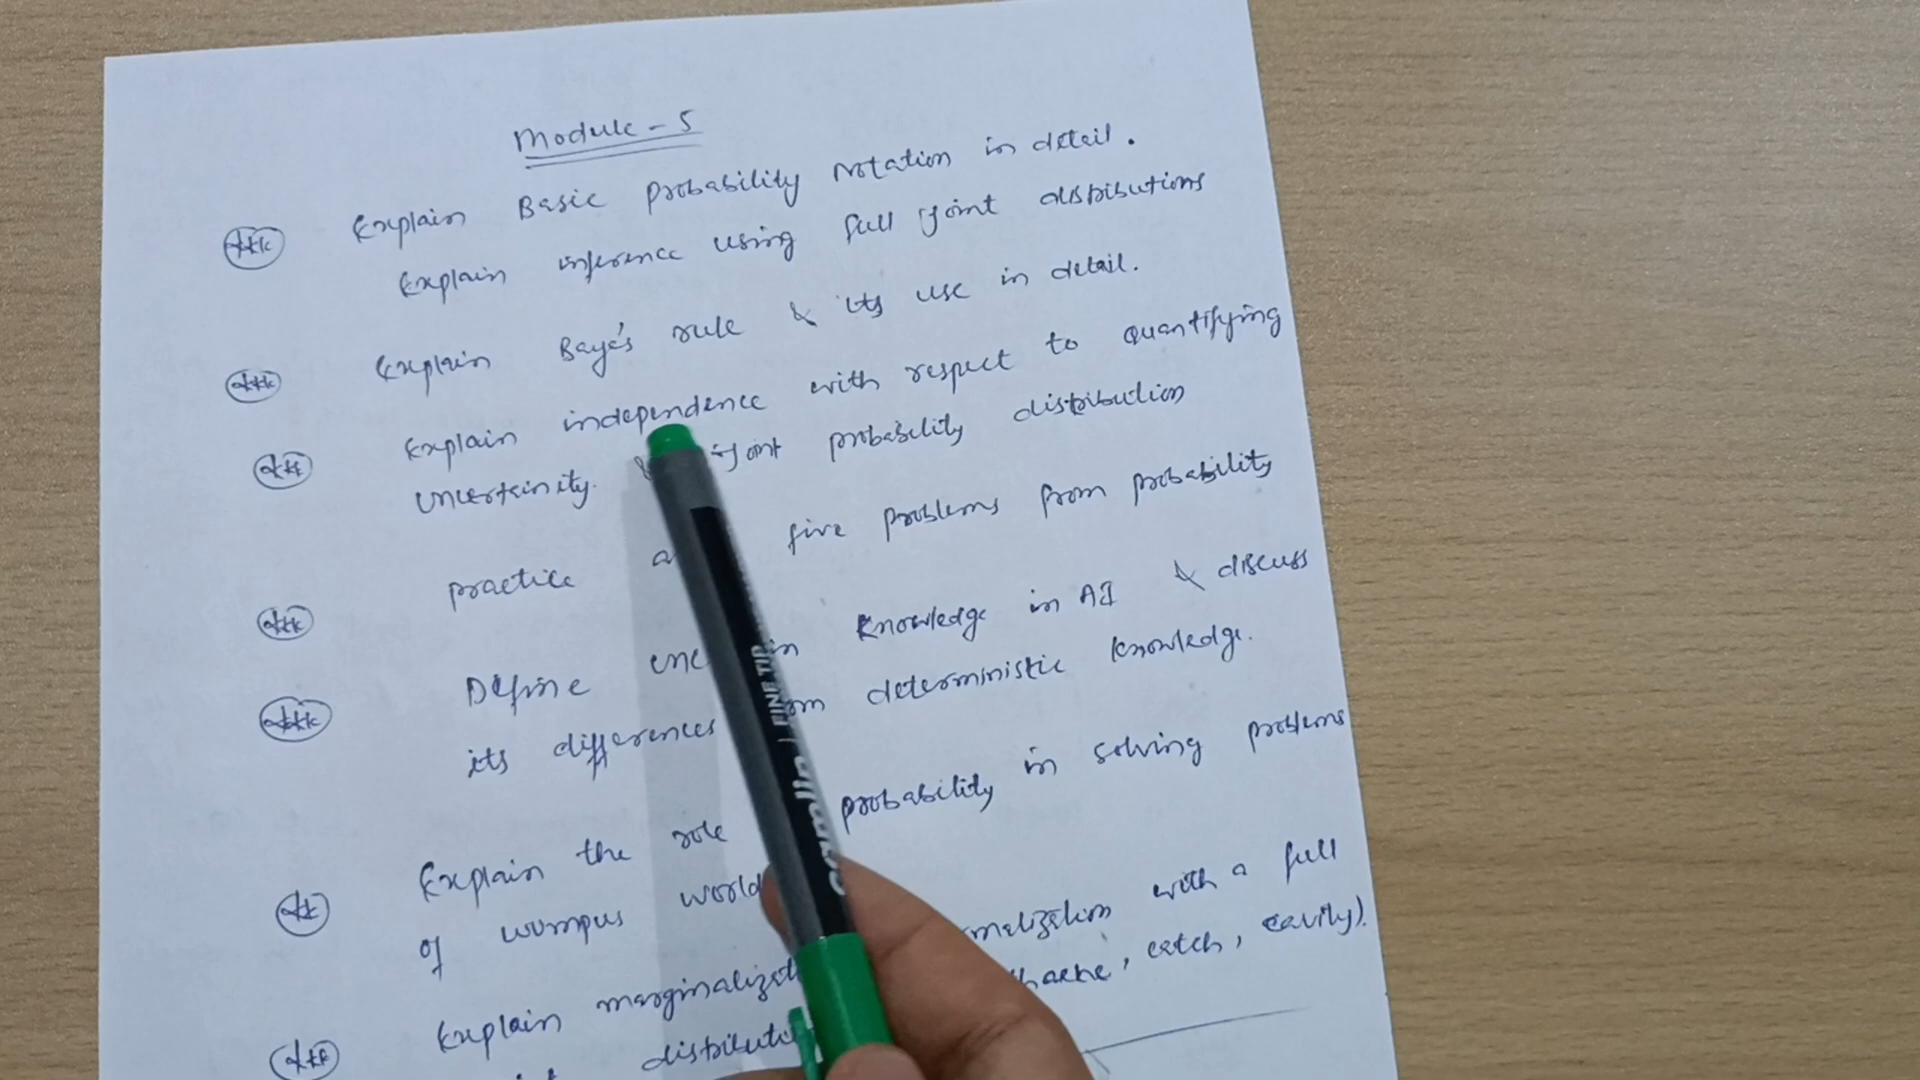 Module - 5
Explain Basic probability notation in detail.
Explain inference using full joint distributions
Explain Baye's rule & its use in detail.
Explain independence with respect to quantifying
uncertainity. & joint probability distribution
practice five problems from probability
Define knowledge in AI & discuss
its differences deterministic knowledge.
Explain the role probability in solving problems
of wumpus world
Explain with a full
catch, cavity).
FINE TIP